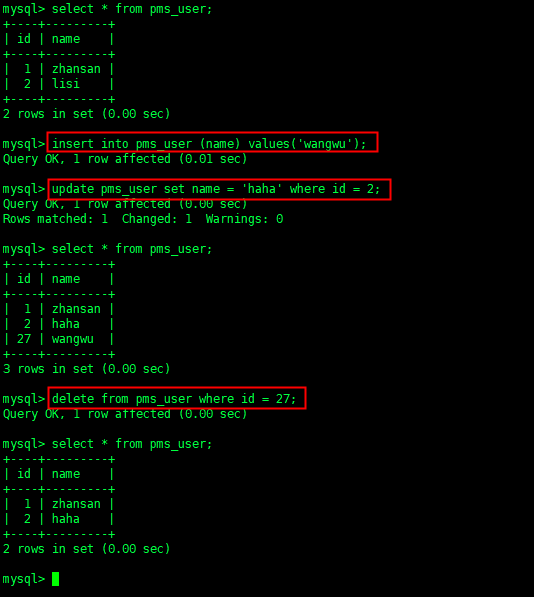 mysql> select * from pms_user;
+----+---------+
| id | name    |
+----+---------+
|  1 | zhansan |
|  2 | lisi    |
+----+---------+
2 rows in set (0.00 sec)
mysql> insert into pms_user (name) values('wangwu');
Query OK, 1 row affected (0.01 sec)
mysql> update pms_user set name = 'haha' where id = 2;
Query OK, 1 row affected (0.00 sec)
Rows matched: 1  Changed: 1  Warnings: 0
mysql> select * from pms_user;
+----+---------+
| id | name    |
+----+---------+
|  1 | zhansan |
|  2 | haha    |
| 27 | wangwu  |
+----+---------+
3 rows in set (0.00 sec)
mysql> delete from pms_user where id = 27;
Query OK, 1 row affected (0.00 sec)
mysql> select * from pms_user;
+----+---------+
| id | name    |
+----+---------+
|  1 | zhansan |
|  2 | haha    |
+----+---------+
2 rows in set (0.00 sec)
mysql>